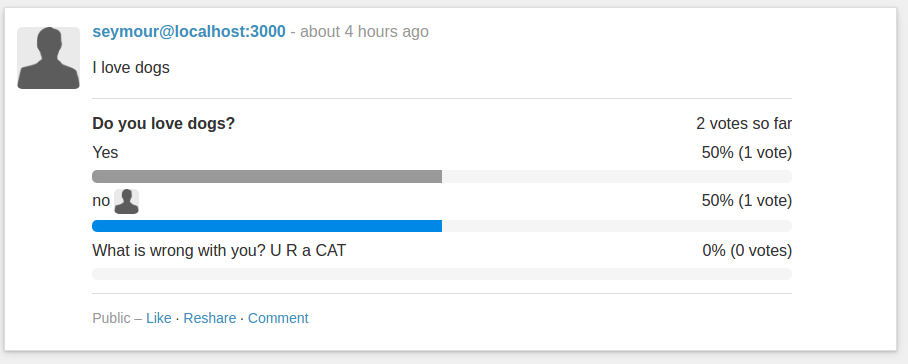 seymour@localhost:3000 - about 4 hours ago
I love dogs
Do you love dogs? 2 votes so far
Yes 50% (1 vote)
no 50% (1 vote)
What is wrong with you? U R a CAT 0% (0 votes)
Public – Like · Reshare · Comment